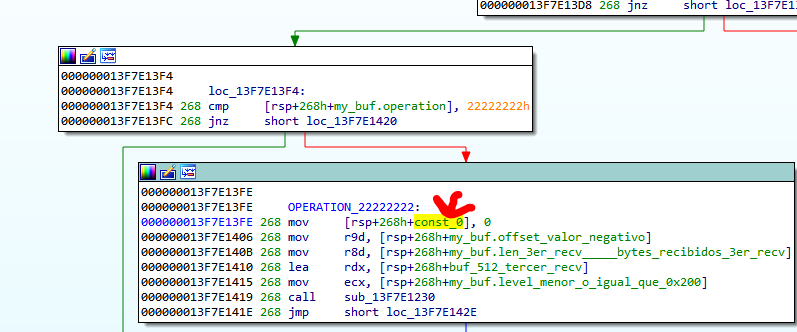 00000013F7E13D8 268 jnz     short loc_13F7E13F4
000000013F7E13F4
000000013F7E13F4     loc_13F7E13F4:
000000013F7E13F4 268 cmp     [rsp+268h+my_buf.operation], 22222222h
000000013F7E13FC 268 jnz     short loc_13F7E1420
000000013F7E13FE
000000013F7E13FE     OPERATION_22222222:
000000013F7E13FE 268 mov     [rsp+268h+const_0], 0
000000013F7E1406 268 mov     r9d, [rsp+268h+my_buf.offset_valor_negativo]
000000013F7E140B 268 mov     r8d, [rsp+268h+my_buf.len_3er_recv_____bytes_recibidos_3er_recv]
000000013F7E1410 268 lea     rdx, [rsp+268h+buf_512_tercer_recv]
000000013F7E1415 268 mov     ecx, [rsp+268h+my_buf.level_menor_o_igual_que_0x200]
000000013F7E1419 268 call    sub_13F7E1230
000000013F7E141E 268 jmp     short loc_13F7E142E